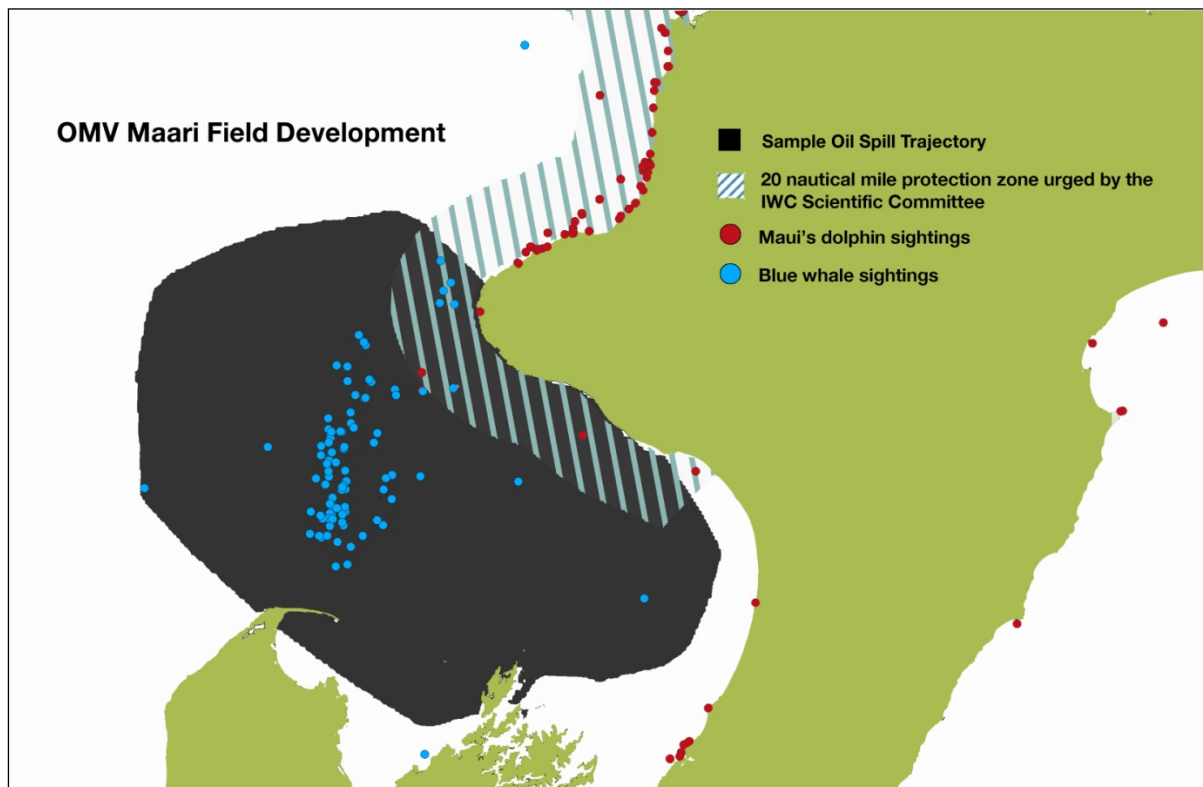 OMV Maari Field Development
Sample Oil Spill Trajectory
20 nautical mile protection zone urged by the
IWC Scientific Committee
Maui's dolphin sightings
Blue whale sightings